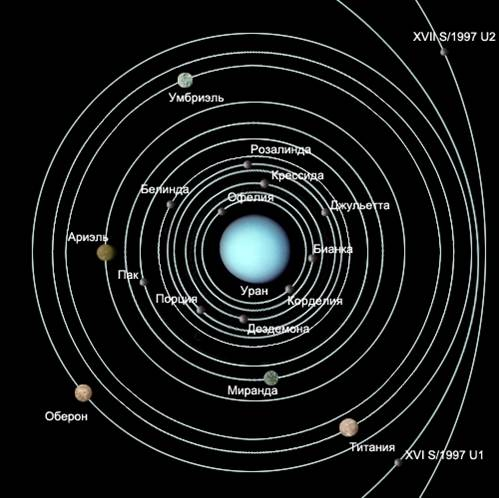 XVII S/1997 U2
Умбриэль
Розалинда
Крессида
Белинда
Офелия
Джульетта
Ариэль
Бианка
Пак
Уран
Порция
Корделия
Дездемона
Миранда
Оберон
Титания
XVI S/1997 U1